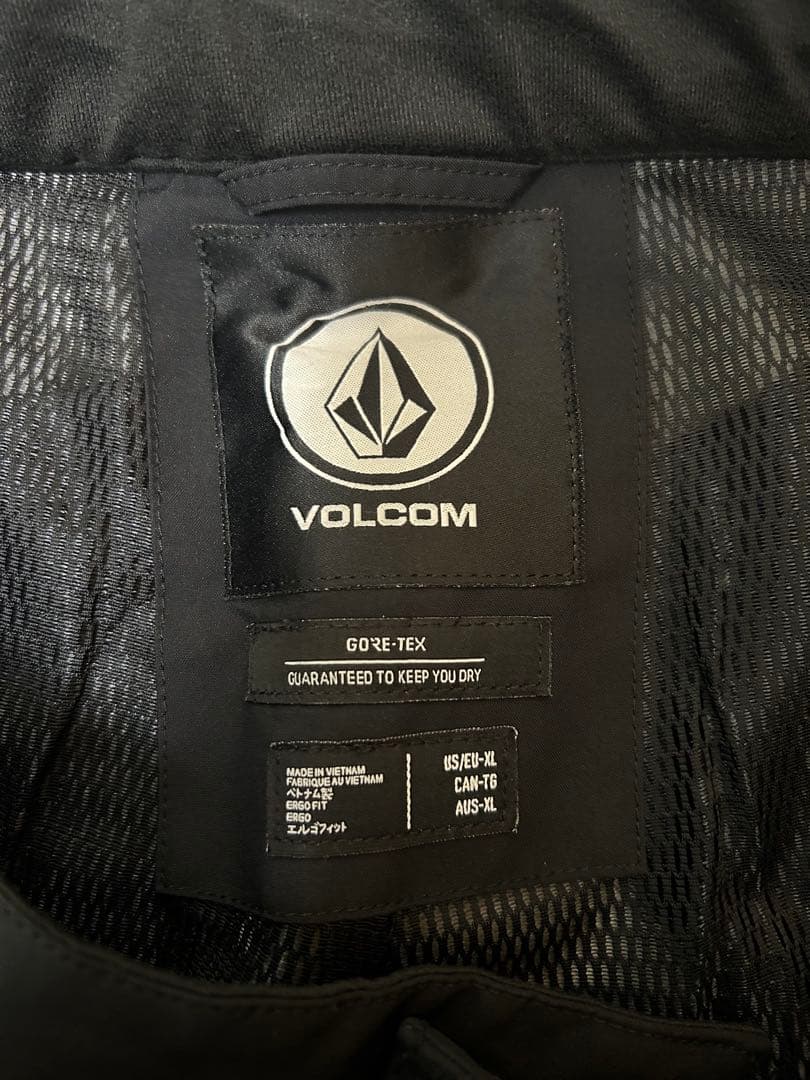 VOLCOM
GORE-TEX
GUARANTEED TO KEEP YOU DRY
MADE IN VIETNAM
FABRIQUE AU VIETNAM
ベトナム製
ERGO FIT
ERGO
エルゴフィット
US/EU-XL
CAN-TG
AUS-XL